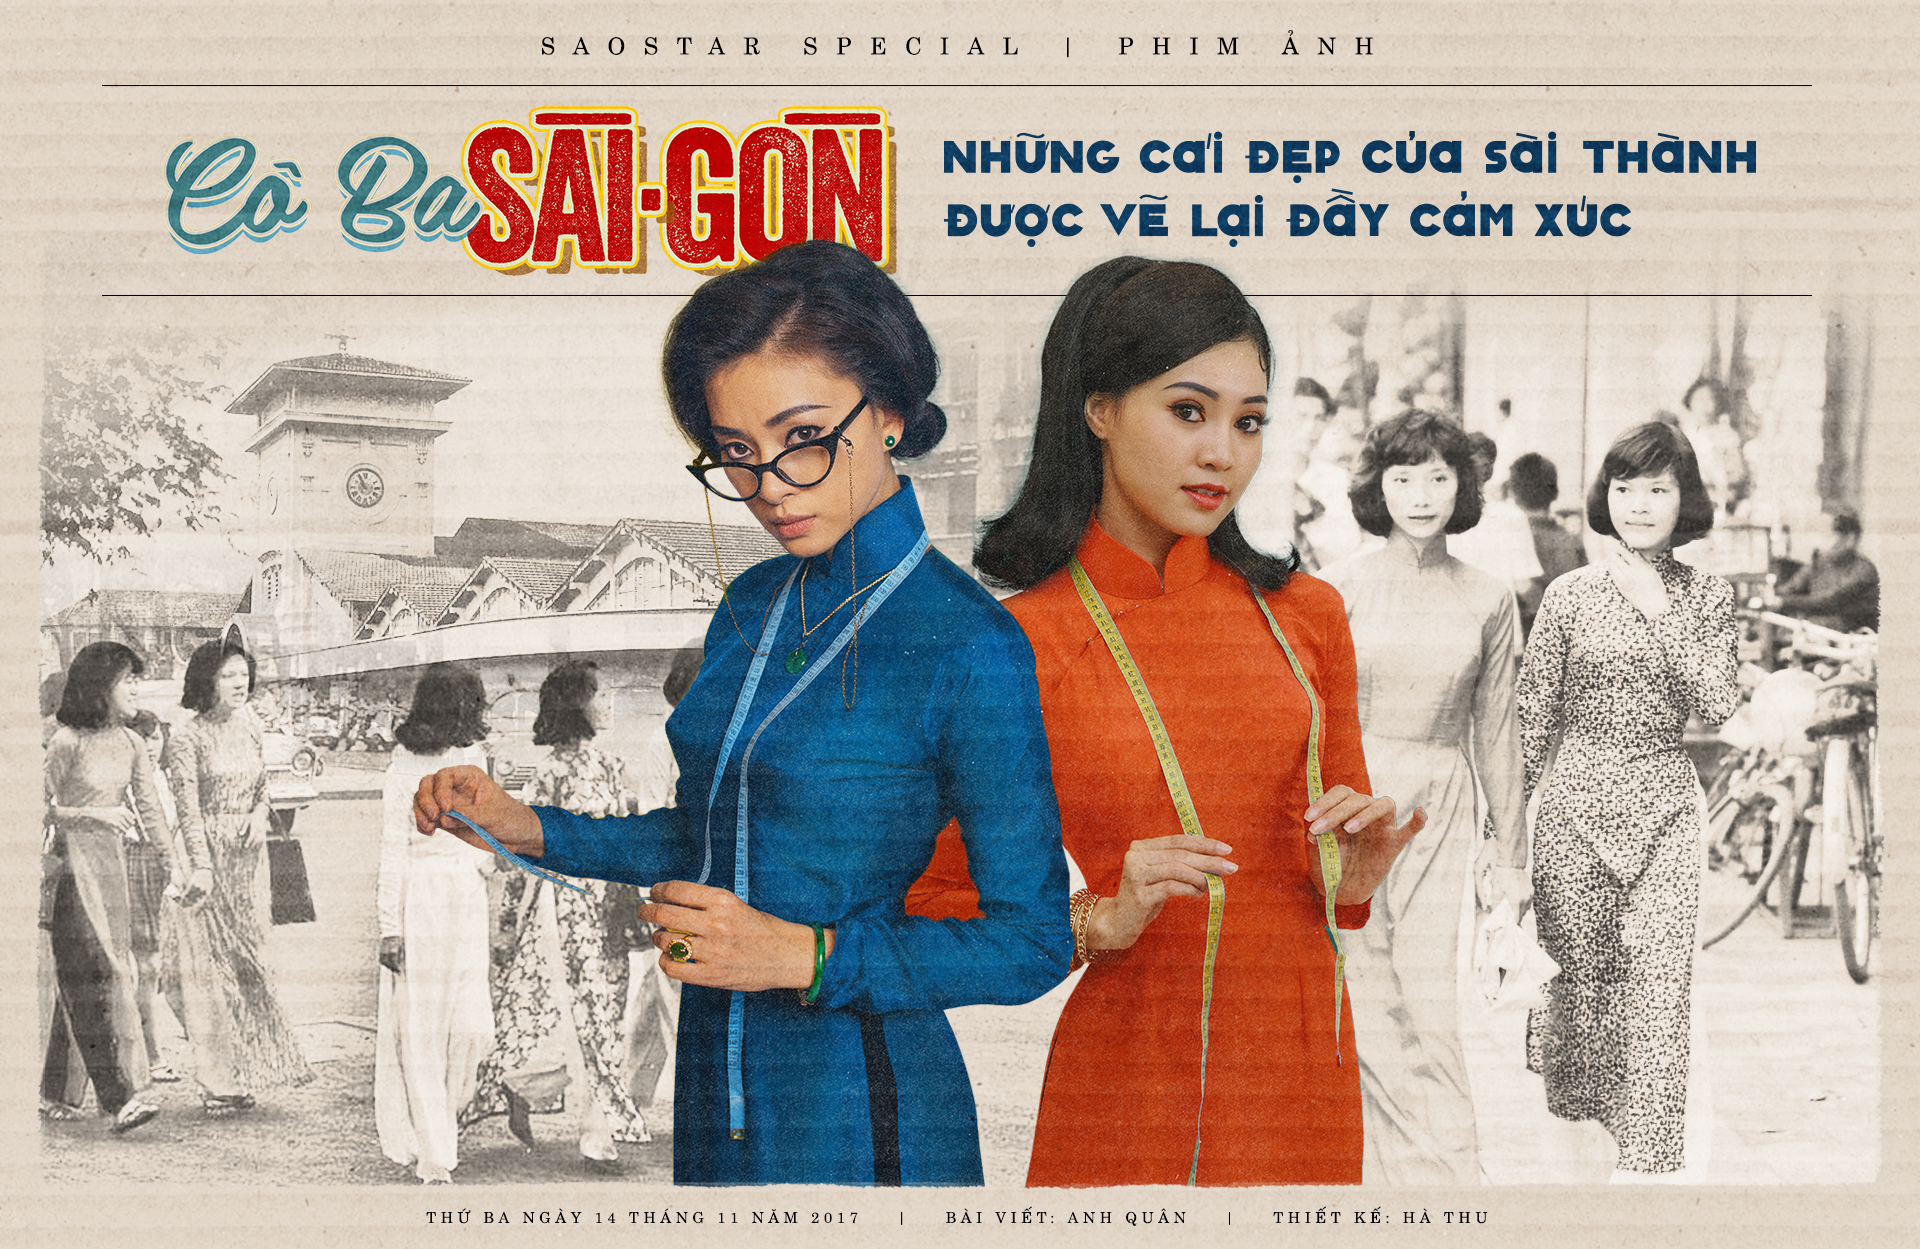 SAOSTAR SPECIAL | PHIM ẢNH
Cô Ba SÀI·GÒN
NHỮNG CÁI ĐẸP CỦA SÀI THÀNH
ĐƯỢC VẼ LẠI ĐẦY CẢM XÚC
THỨ BA NGÀY 14 THÁNG 11 NĂM 2017 | BÀI VIẾT: ANH QUÂN | THIẾT KẾ: HÀ THU